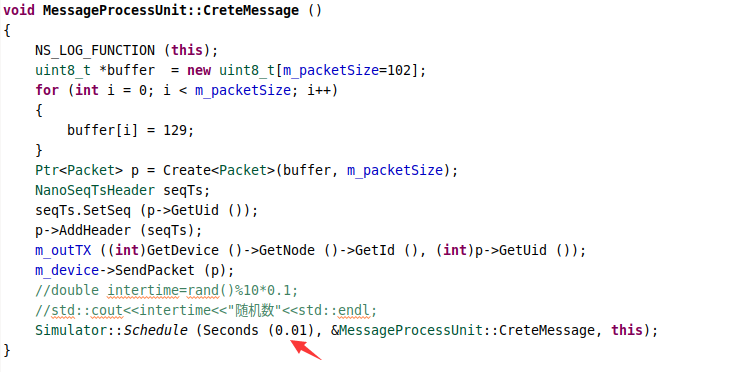 void MessageProcessUnit::CreteMessage ()
{
    NS_LOG_FUNCTION (this);
    uint8_t *buffer  = new uint8_t[m_packetSize=102];
    for (int i = 0; i < m_packetSize; i++)
    {
        buffer[i] = 129;
    }
    Ptr<Packet> p = Create<Packet>(buffer, m_packetSize);
    NanoSeqTsHeader seqTs;
    seqTs.SetSeq (p->GetUid ());
    p->AddHeader (seqTs);
    m_outTX ((int)GetDevice ()->GetNode ()->GetId (), (int)p->GetUid ());
    m_device->SendPacket (p);
    //double intertime=rand()%10*0.1;
    //std::cout<<intertime<<"随机数"<<std::endl;
    Simulator::Schedule (Seconds (0.01), &MessageProcessUnit::CreteMessage, this);
}